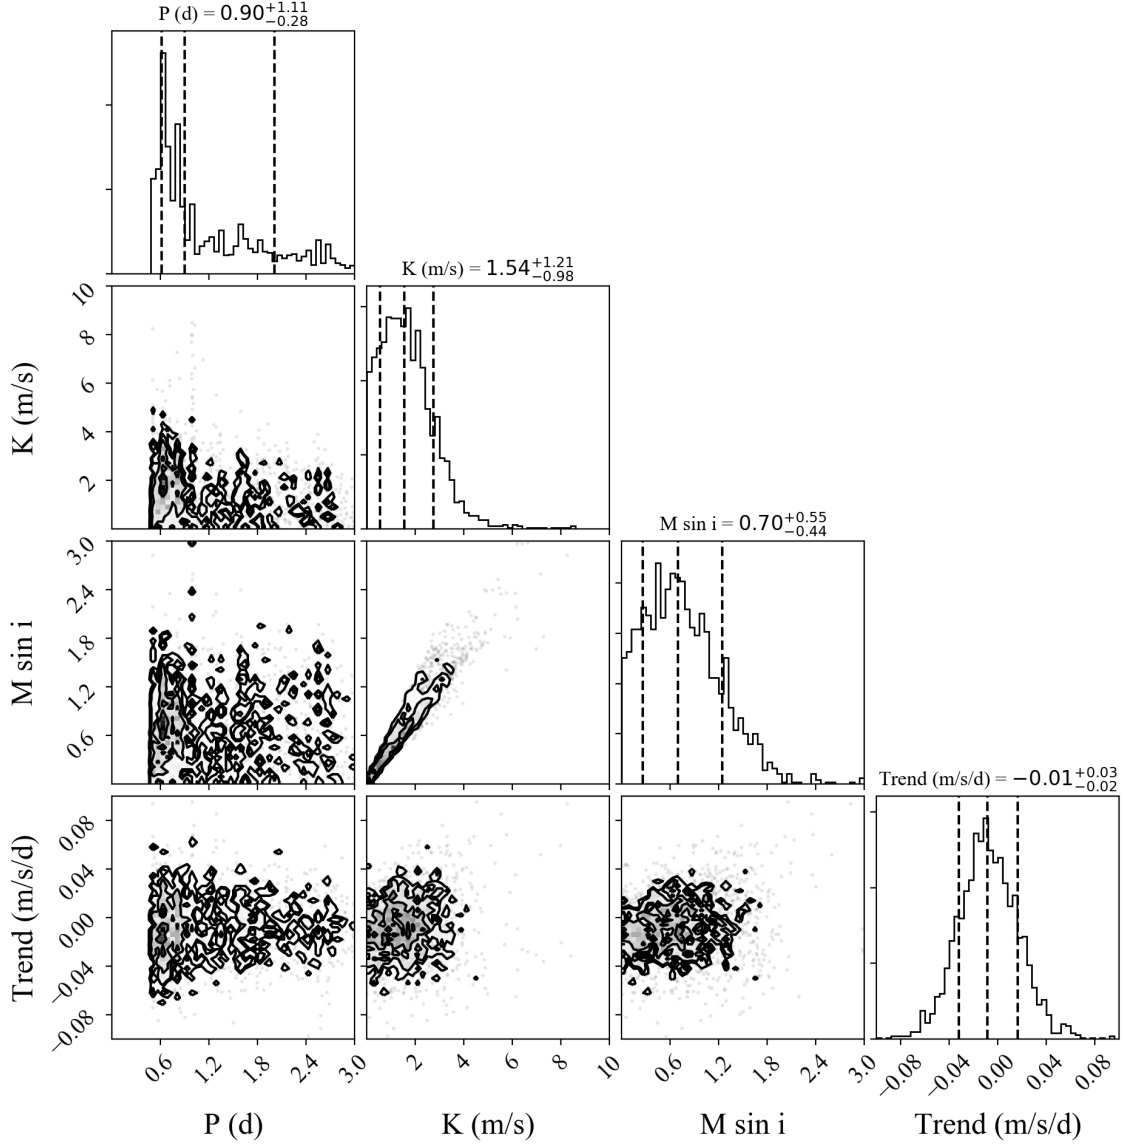 P (d) = 0.90+1.11−0.28
K (m/s) = 1.54+1.21−0.98
M sin i = 0.70+0.55−0.44
Trend (m/s/d) = −0.01+0.03−0.02
K (m/s)
10
8
6
4
2
M sin i
3.0
2.4
1.8
1.2
0.6
Trend (m/s/d)
0.08
0.04
0.00
−0.04
−0.08
0.6 1.2 1.8 2.4 3.0
2 4 6 8 10
0.6 1.2 1.8 2.4 3.0
−0.08 −0.04 0.00 0.04 0.08
P (d) K (m/s) M sin i Trend (m/s/d)